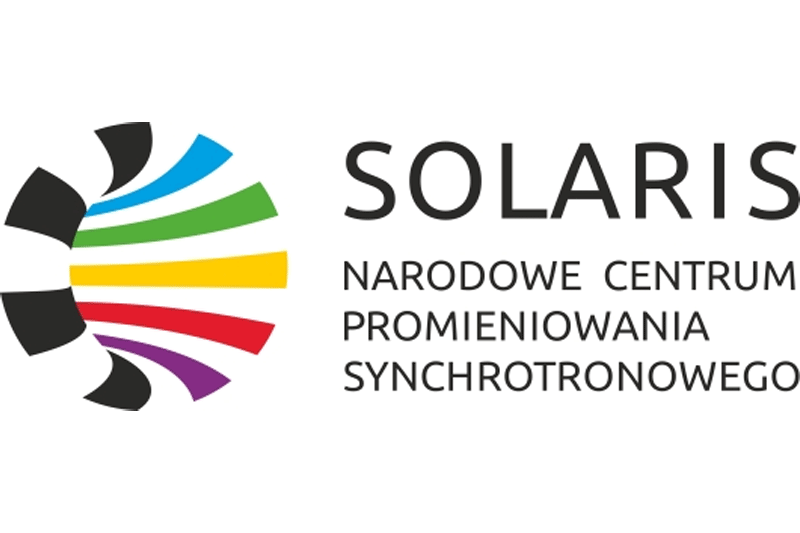 SOLARIS
NARODOWE CENTRUM
PROMIENIOWANIA
SYNCHROTRONOWEGO